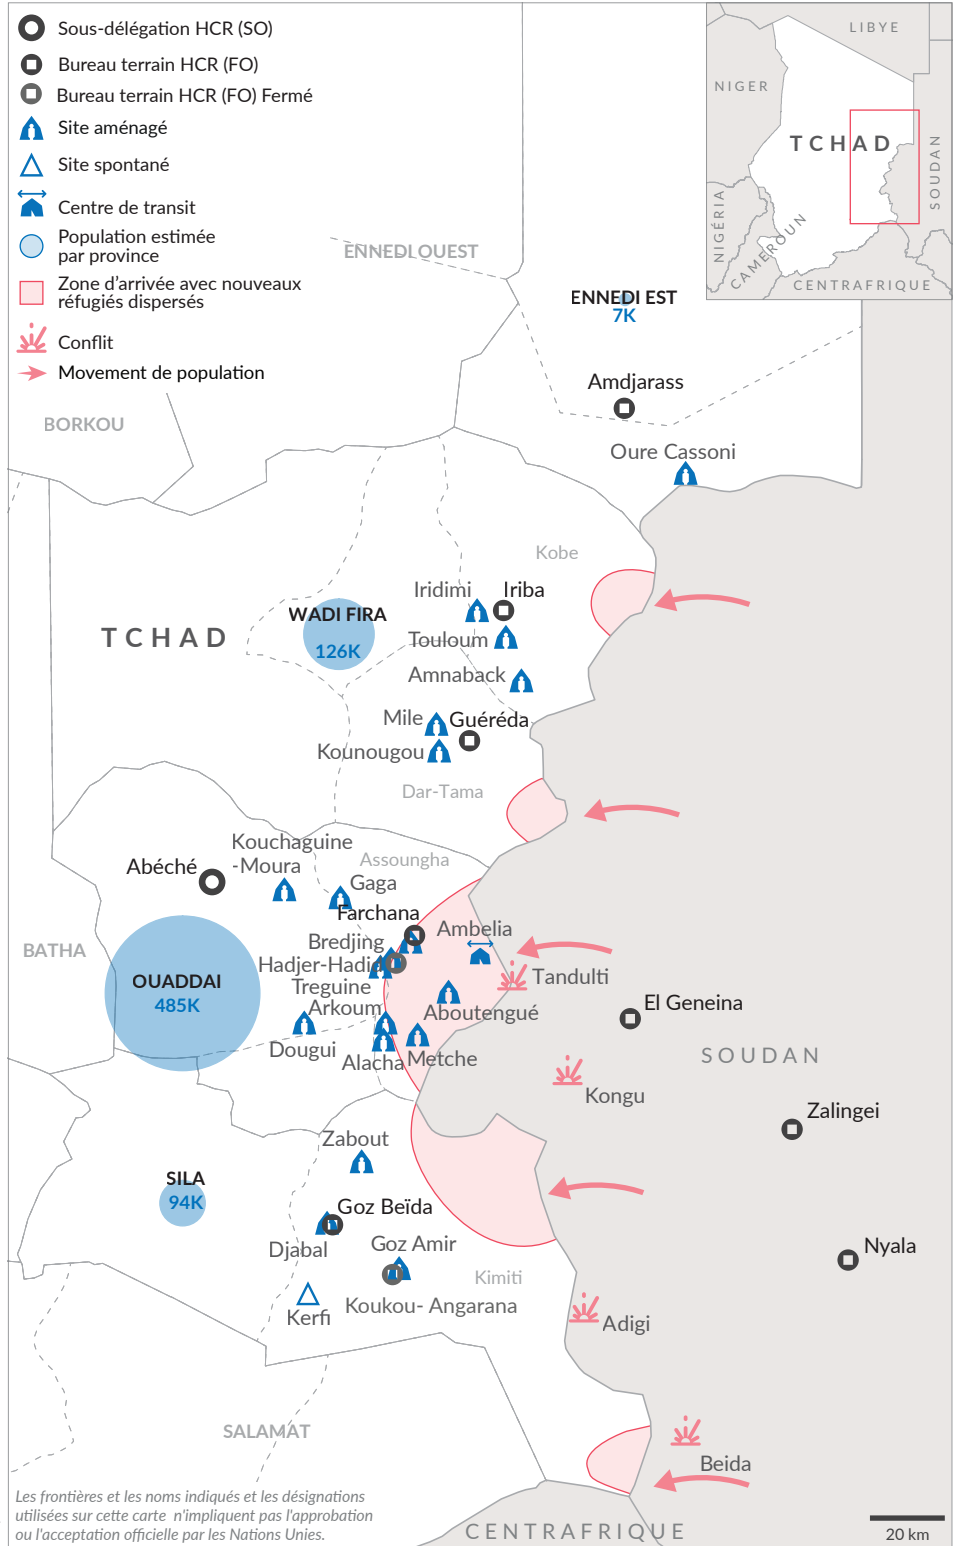 Sous-délégation HCR (SO)
Bureau terrain HCR (FO)
Bureau terrain HCR (FO) Fermé
Site aménagé
Site spontané
Centre de transit
Population estimée
par province
Zone d'arrivée avec nouveaux
réfugiés dispersés
Conflit
Movement de population
LIBYE
NIGER
TCHAD
SOUDAN
NIGÉRIA
CAMEROUN
CENTRAFRIQUE
ENNEDI OUEST
ENNEDI EST
7K
Amdjarass
BORKOU
Oure Cassoni
Kobe
Iridimi
Iriba
WADI FIRA
126K
TCHAD
Touloum
Amnaback
Mile
Guéréda
Kounougou
Dar-Tama
Kouchaguine
-Moura
Assoungha
Abéché
Gaga
Farchana
Ambelia
Bredjing
BATHA
Hadjer-Hadid
Tandulti
OUADDAI
485K
Treguine
Arkoum
Aboutengué
El Geneina
Dougui
Alacha
Metche
SOUDAN
Kongu
Zalingei
Zabout
SILA
94K
Goz Beïda
Djabal
Goz Amir
Nyala
Kimiti
Kerfi
Koukou- Angarana
Adigi
SALAMAT
Beida
Les frontières et les noms indiqués et les désignations
utilisées sur cette carte n'impliquent pas l'approbation
ou l'acceptation officielle par les Nations Unies.
CENTRAFRIQUE
20 km